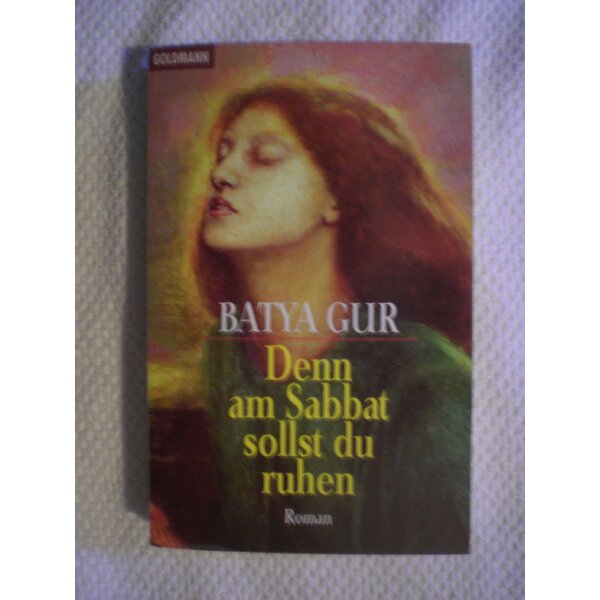 GOLDMANN
BATYA GUR
Denn
am Sabbat
sollst du
ruhen
Roman